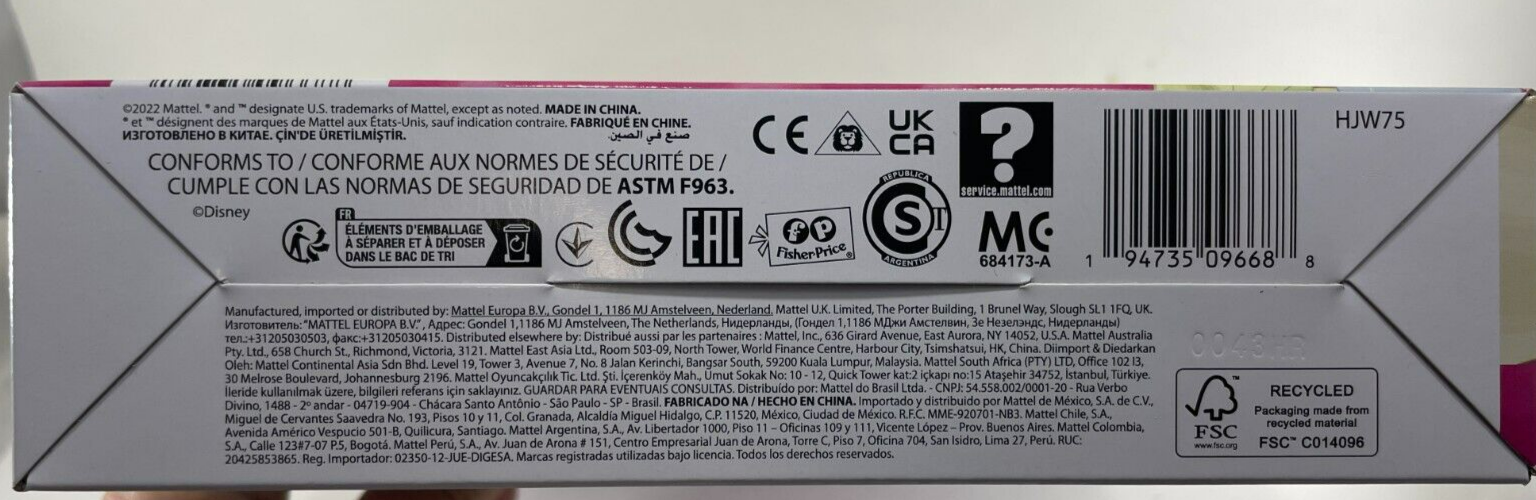 ©2022 Mattel. ® and ™ designate U.S. trademarks of Mattel, except as noted. MADE IN CHINA.
® et ™ désignent des marques de Mattel aux États-Unis, sauf indication contraire. FABRIQUÉ EN CHINE.
ИЗГОТОВЛЕНО В КИТАЕ. ÇİN'DE ÜRETİLMİŞTİR. صنع في الصين.
CONFORMS TO / CONFORME AUX NORMES DE SÉCURITÉ DE /
CUMPLE CON LAS NORMAS DE SEGURIDAD DE ASTM F963.
©Disney
FR
ÉLÉMENTS D'EMBALLAGE
À SÉPARER ET À DÉPOSER
DANS LE BAC DE TRI
EAC
Fisher-Price®
CE
UK
CA
REPUBLICA
S
ARGENTINA
?
service.mattel.com
MC
684173-A
1 94735 09668 8
HJW75
Manufactured, imported or distributed by: Mattel Europa B.V., Gondel 1, 1186 MJ Amstelveen, Nederland. Mattel U.K. Limited, The Porter Building, 1 Brunel Way, Slough SL1 1FQ, UK.
Изготовитель: "MATTEL EUROPA B.V.", Адрес: Gondel 1,1186 MJ Amstelveen, The Netherlands, Нидерланды, (Гондел 1,1186 МДжи Амстелвин, Зе Незелэндс, Нидерланды)
тел.:+31205030503, факс:+31205030415. Distributed elsewhere by: Distribué aussi par les partenaires : Mattel, Inc., 636 Girard Avenue, East Aurora, NY 14052, U.S.A. Mattel Australia
Pty. Ltd., 658 Church St., Richmond, Victoria, 3121. Mattel East Asia Ltd., Room 503-09, North Tower, World Finance Centre, Harbour City, Tsimshatsui, HK, China. Diimport & Diedarkan
Oleh: Mattel Continental Asia Sdn Bhd. Level 19, Tower 3, Avenue 7, No. 8 Jalan Kerinchi, Bangsar South, 59200 Kuala Lumpur, Malaysia. Mattel South Africa (PTY) LTD, Office 102 I3,
30 Melrose Boulevard, Johannesburg 2196. Mattel Oyuncakçılık Tic. Ltd. Şti. İçerenköy Mah., Umut Sokak No: 10 - 12, Quick Tower kat:2 içkapı no:15 Ataşehir 34752, İstanbul, Türkiye.
İleride kullanılmak üzere, bilgileri referans için saklayınız. GUARDAR PARA EVENTUAIS CONSULTAS. Distribuído por: Mattel do Brasil Ltda. - CNPJ: 54.558.002/0001-20 - Rua Verbo
Divino, 1488 - 2º andar - 04719-904 - Chácara Santo Antônio - São Paulo - SP - Brasil. FABRICADO NA / HECHO EN CHINA. Importado y distribuido por Mattel de México, S.A. de C.V.,
Miguel de Cervantes Saavedra No. 193, Pisos 10 y 11, Col. Granada, Alcaldía Miguel Hidalgo, C.P. 11520, México, Ciudad de México. R.F.C. MME-920701-NB3. Mattel Chile, S.A.,
Avenida Américo Vespucio 501-B, Quilicura, Santiago. Mattel Argentina, S.A., Av. Libertador 1000, Piso 11 – Oficinas 109 y 111, Vicente López – Prov. Buenos Aires. Mattel Colombia,
S.A., Calle 123#7-07 P.5, Bogotá. Mattel Perú, S.A., Av. Juan de Arona # 151, Centro Empresarial Juan de Arona, Torre C, Piso 7, Oficina 704, San Isidro, Lima 27, Perú. RUC:
20425853865. Reg. Importador: 02350-12-JUE-DIGESA. Marcas registradas utilizadas bajo licencia. Todos los derechos reservados.
FSC™
www.fsc.org
RECYCLED
Packaging made from
recycled material
FSC™ C014096